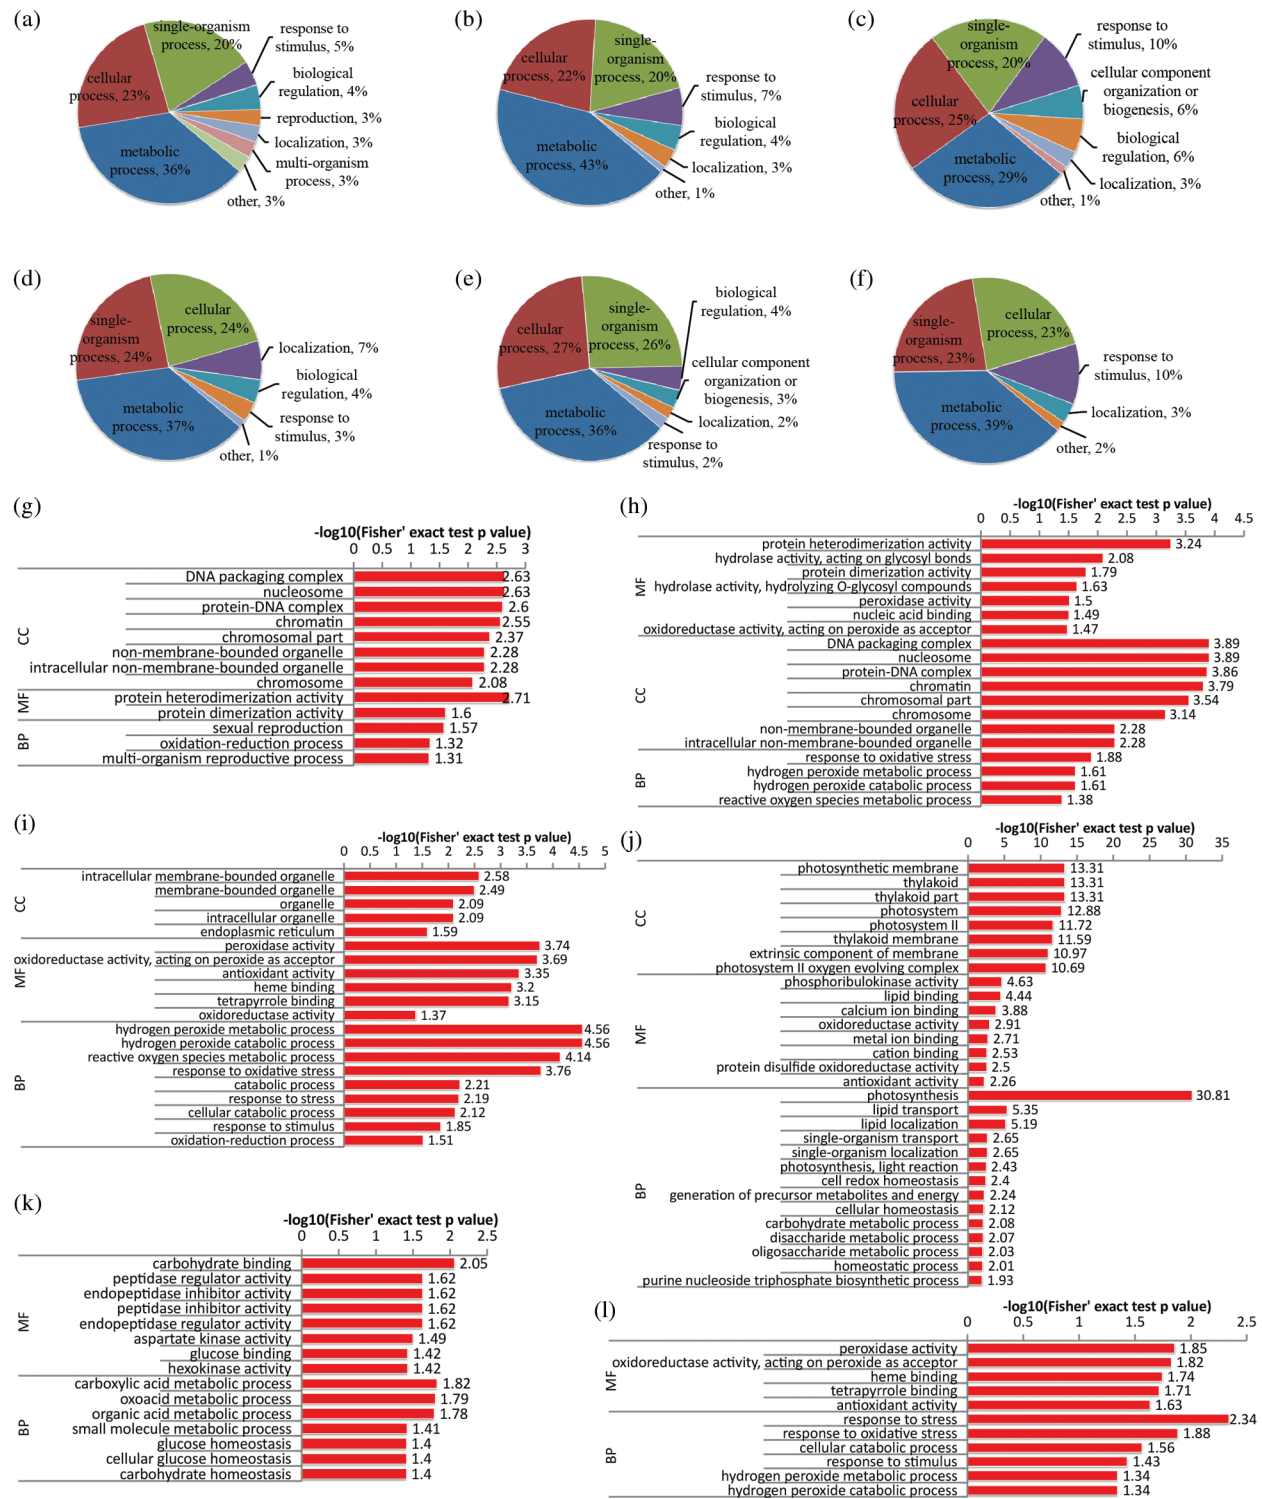 (a)
single-organism
process, 20%
response to
stimulus, 5%
biological
regulation, 4%
cellular
process, 23%
reproduction, 3%
localization, 3%
metabolic
process, 36%
multi-organism
process, 3%
other, 3%
(b)
single-
organism
process, 20%
cellular
process, 22%
response to
stimulus, 7%
biological
regulation, 4%
metabolic
process, 43%
localization, 3%
other, 1%
(c)
single-
organism
process, 20%
response to
stimulus, 10%
cellular component
organization or
biogenesis, 6%
cellular
process, 25%
biological
regulation, 6%
metabolic
process, 29%
localization, 3%
other, 1%
(d)
cellular
process, 24%
single-
organism
process, 24%
localization, 7%
biological
regulation, 4%
metabolic
process, 37%
response to
stimulus, 3%
other, 1%
(e)
biological
regulation, 4%
single-
organism
process, 26%
cellular
process, 27%
cellular component
organization or
biogenesis, 3%
metabolic
process, 36%
localization, 2%
response to
stimulus, 2%
(f)
cellular
process, 23%
single-
organism
process, 23%
response to
stimulus, 10%
metabolic
process, 39%
localization, 3%
other, 2%
(g)
-log10(Fisher' exact test p value)
0 0.5 1 1.5 2 2.5 3
CC
DNA packaging complex 2.63
nucleosome 2.63
protein-DNA complex 2.6
chromatin 2.55
chromosomal part 2.37
non-membrane-bounded organelle 2.28
intracellular non-membrane-bounded organelle 2.28
chromosome 2.08
MF
protein heterodimerization activity 2.71
protein dimerization activity 1.6
BP
sexual reproduction 1.57
oxidation-reduction process 1.32
multi-organism reproductive process 1.31
(h)
-log10(Fisher' exact test p value)
0 0.5 1 1.5 2 2.5 3 3.5 4 4.5
MF
protein heterodimerization activity 3.24
hydrolase activity, acting on glycosyl bonds 2.08
protein dimerization activity 1.79
hydrolase activity, hydrolyzing O-glycosyl compounds 1.63
peroxidase activity 1.5
nucleic acid binding 1.49
oxidoreductase activity, acting on peroxide as acceptor 1.47
CC
DNA packaging complex 3.89
nucleosome 3.89
protein-DNA complex 3.86
chromatin 3.79
chromosomal part 3.54
chromosome 3.14
non-membrane-bounded organelle 2.28
intracellular non-membrane-bounded organelle 2.28
BP
response to oxidative stress 1.88
hydrogen peroxide metabolic process 1.61
hydrogen peroxide catabolic process 1.61
reactive oxygen species metabolic process 1.38
(i)
-log10(Fisher' exact test p value)
0 0.5 1 1.5 2 2.5 3 3.5 4 4.5 5
CC
intracellular membrane-bounded organelle 2.58
membrane-bounded organelle 2.49
organelle 2.09
intracellular organelle 2.09
endoplasmic reticulum 1.59
MF
peroxidase activity 3.74
oxidoreductase activity, acting on peroxide as acceptor 3.69
antioxidant activity 3.35
heme binding 3.2
tetrapyrrole binding 3.15
oxidoreductase activity 1.37
BP
hydrogen peroxide metabolic process 4.56
hydrogen peroxide catabolic process 4.56
reactive oxygen species metabolic process 4.14
response to oxidative stress 3.76
catabolic process 2.21
response to stress 2.19
cellular catabolic process 2.12
response to stimulus 1.85
oxidation-reduction process 1.51
(j)
-log10(Fisher' exact test p value)
0 5 10 15 20 25 30 35
CC
photosynthetic membrane 13.31
thylakoid 13.31
thylakoid part 13.31
photosystem 12.88
photosystem II 11.72
thylakoid membrane 11.59
extrinsic component of membrane 10.97
photosystem II oxygen evolving complex 10.69
MF
phosphoribulokinase activity 4.63
lipid binding 4.44
calcium ion binding 3.88
oxidoreductase activity 2.91
metal ion binding 2.71
cation binding 2.53
protein disulfide oxidoreductase activity 2.5
antioxidant activity 2.26
BP
photosynthesis 30.81
lipid transport 5.35
lipid localization 5.19
single-organism transport 2.65
single-organism localization 2.65
photosynthesis, light reaction 2.43
cell redox homeostasis 2.4
generation of precursor metabolites and energy 2.24
cellular homeostasis 2.12
carbohydrate metabolic process 2.08
disaccharide metabolic process 2.07
oligosaccharide metabolic process 2.03
homeostatic process 2.01
purine nucleoside triphosphate biosynthetic process 1.93
(k)
-log10(Fisher' exact test p value)
0 0.5 1 1.5 2 2.5
MF
carbohydrate binding 2.05
peptidase regulator activity 1.62
endopeptidase inhibitor activity 1.62
peptidase inhibitor activity 1.62
endopeptidase regulator activity 1.62
aspartate kinase activity 1.49
glucose binding 1.42
hexokinase activity 1.42
BP
carboxylic acid metabolic process 1.82
oxoacid metabolic process 1.79
organic acid metabolic process 1.78
small molecule metabolic process 1.41
glucose homeostasis 1.4
cellular glucose homeostasis 1.4
carbohydrate homeostasis 1.4
(l)
-log10(Fisher' exact test p value)
0 0.5 1 1.5 2 2.5
MF
peroxidase activity 1.85
oxidoreductase activity, acting on peroxide as acceptor 1.82
heme binding 1.74
tetrapyrrole binding 1.71
antioxidant activity 1.63
BP
response to stress 2.34
response to oxidative stress 1.88
cellular catabolic process 1.56
response to stimulus 1.43
hydrogen peroxide metabolic process 1.34
hydrogen peroxide catabolic process 1.34